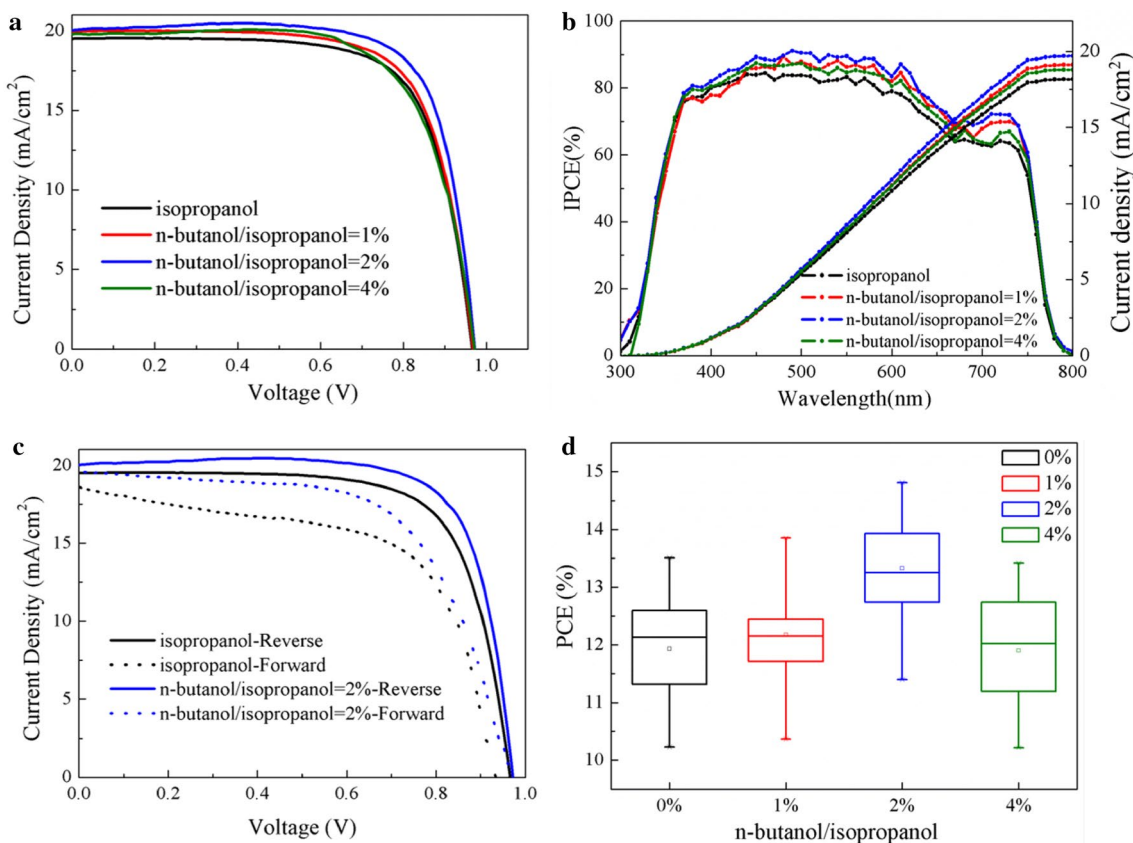 a
20
15
10
5
0
Current Density (mA/cm²)
isopropanol
n-butanol/isopropanol=1%
n-butanol/isopropanol=2%
n-butanol/isopropanol=4%
0.0 0.2 0.4 0.6 0.8 1.0
Voltage (V)
b
100
80
60
40
20
0
IPCE(%)
20
15
10
5
0
Current density (mA/cm²)
isopropanol
n-butanol/isopropanol=1%
n-butanol/isopropanol=2%
n-butanol/isopropanol=4%
300 400 500 600 700 800
Wavelength(nm)
c
20
15
10
5
0
Current Density (mA/cm²)
isopropanol-Reverse
isopropanol-Forward
n-butanol/isopropanol=2%-Reverse
n-butanol/isopropanol=2%-Forward
0.0 0.2 0.4 0.6 0.8 1.0
Voltage (V)
d
15
14
13
12
11
10
PCE (%)
0%
1%
2%
4%
0% 1% 2% 4%
n-butanol/isopropanol